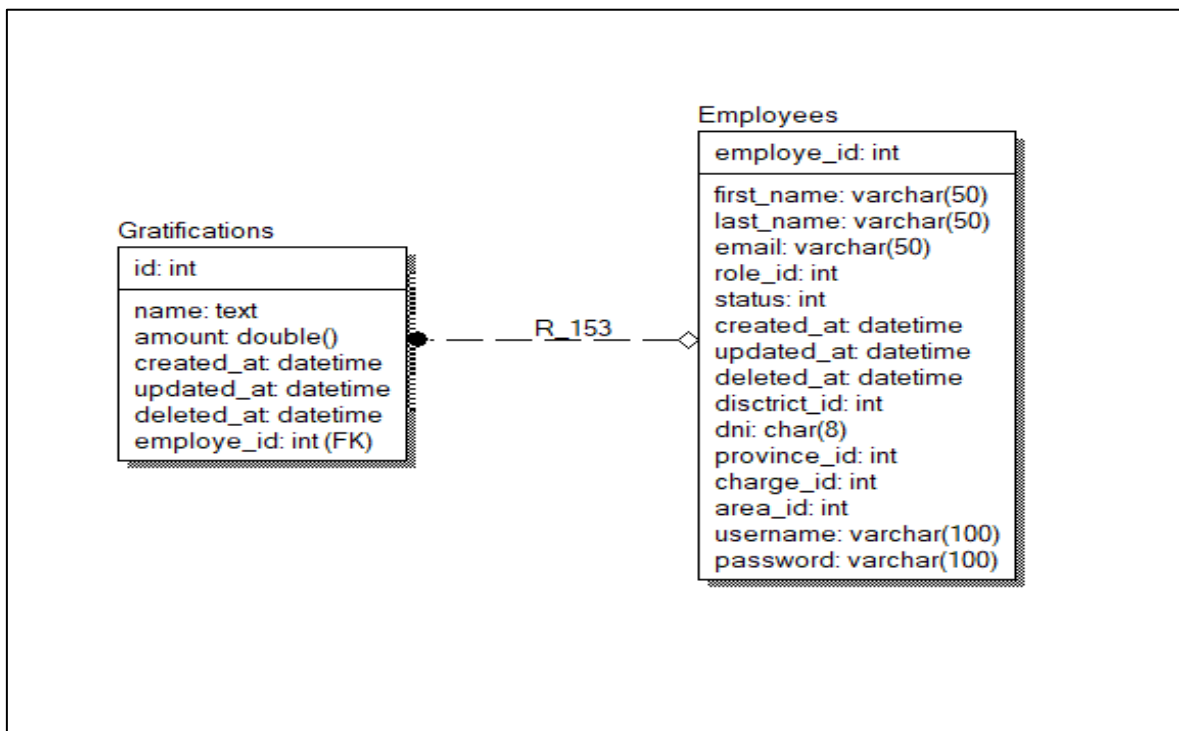 Gratifications
id: int
name: text
amount: double()
created_at: datetime
updated_at: datetime
deleted_at: datetime
employe_id: int (FK)
R_153
Employees
employe_id: int
first_name: varchar(50)
last_name: varchar(50)
email: varchar(50)
role_id: int
status: int
created_at: datetime
updated_at: datetime
deleted_at: datetime
disctrict_id: int
dni: char(8)
province_id: int
charge_id: int
area_id: int
username: varchar(100)
password: varchar(100)